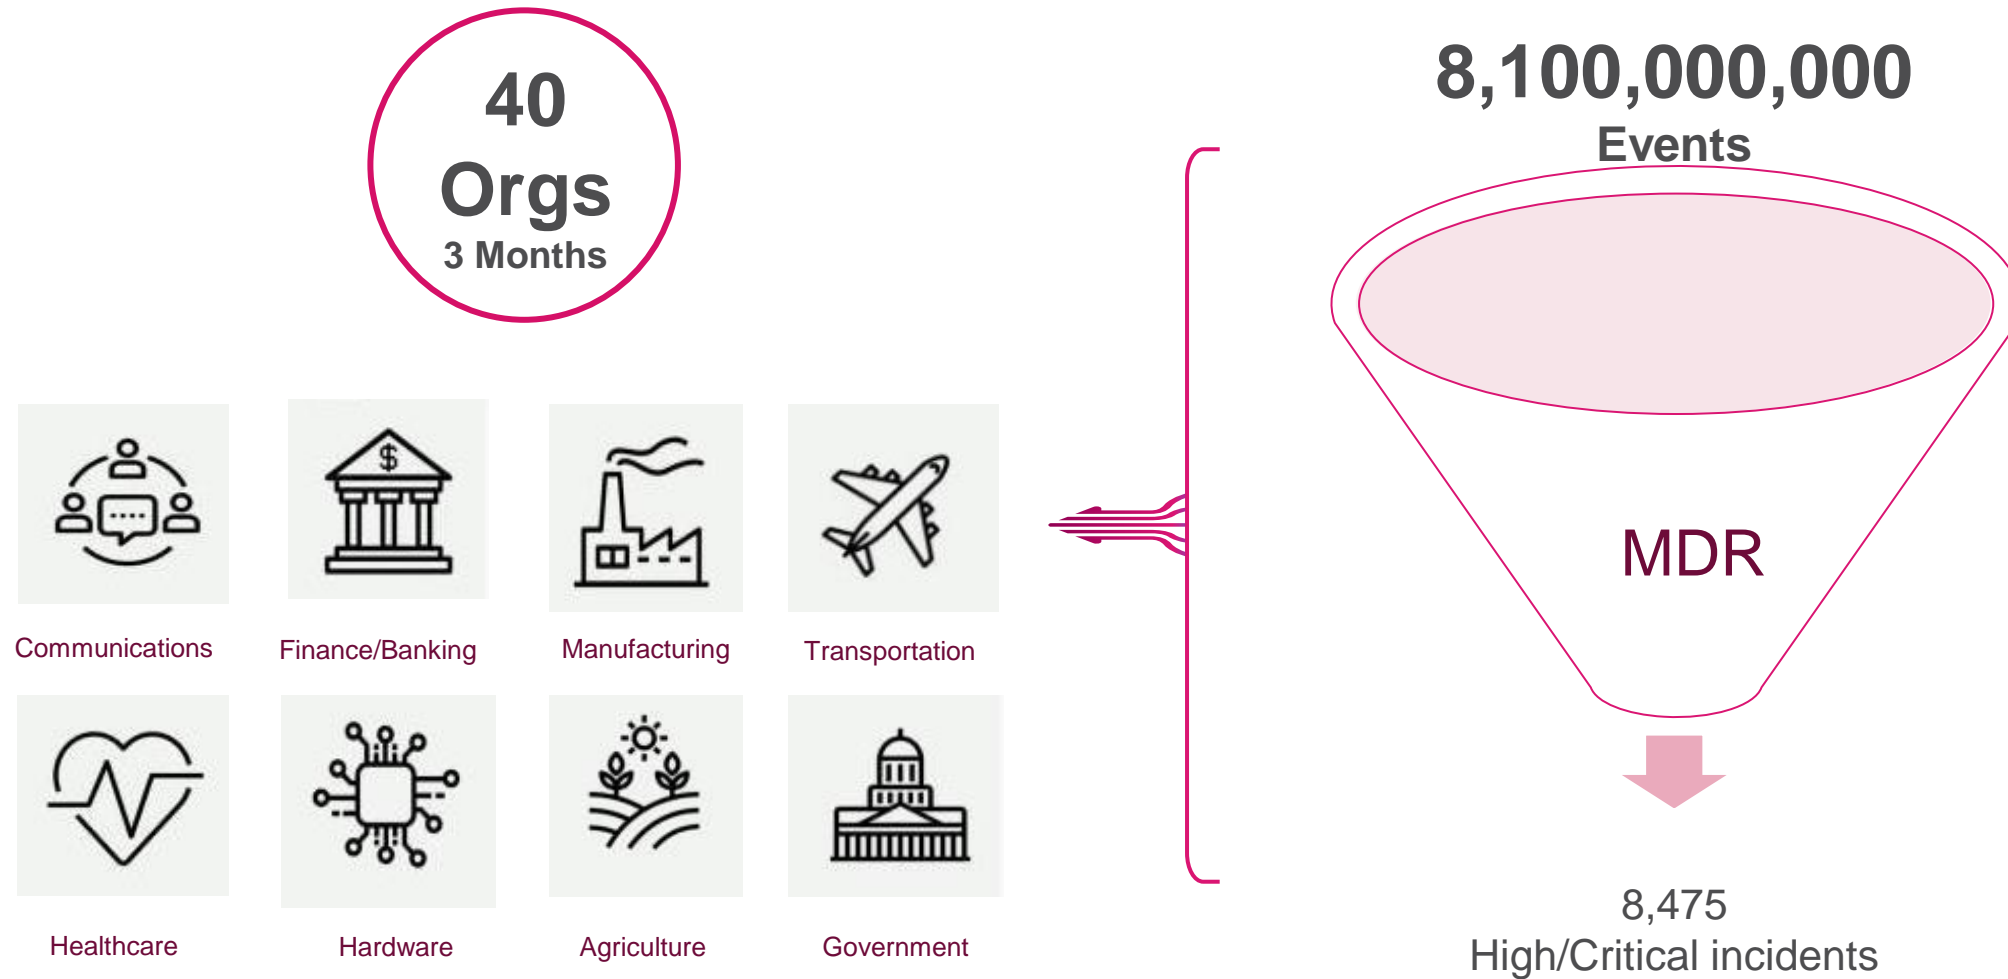 40
Orgs
3 Months
8,100,000,000
Events
$
Communications
Finance/Banking
Manufacturing
Transportation
MDR
Healthcare
Hardware
Agriculture
Government
8,475
High/Critical incidents